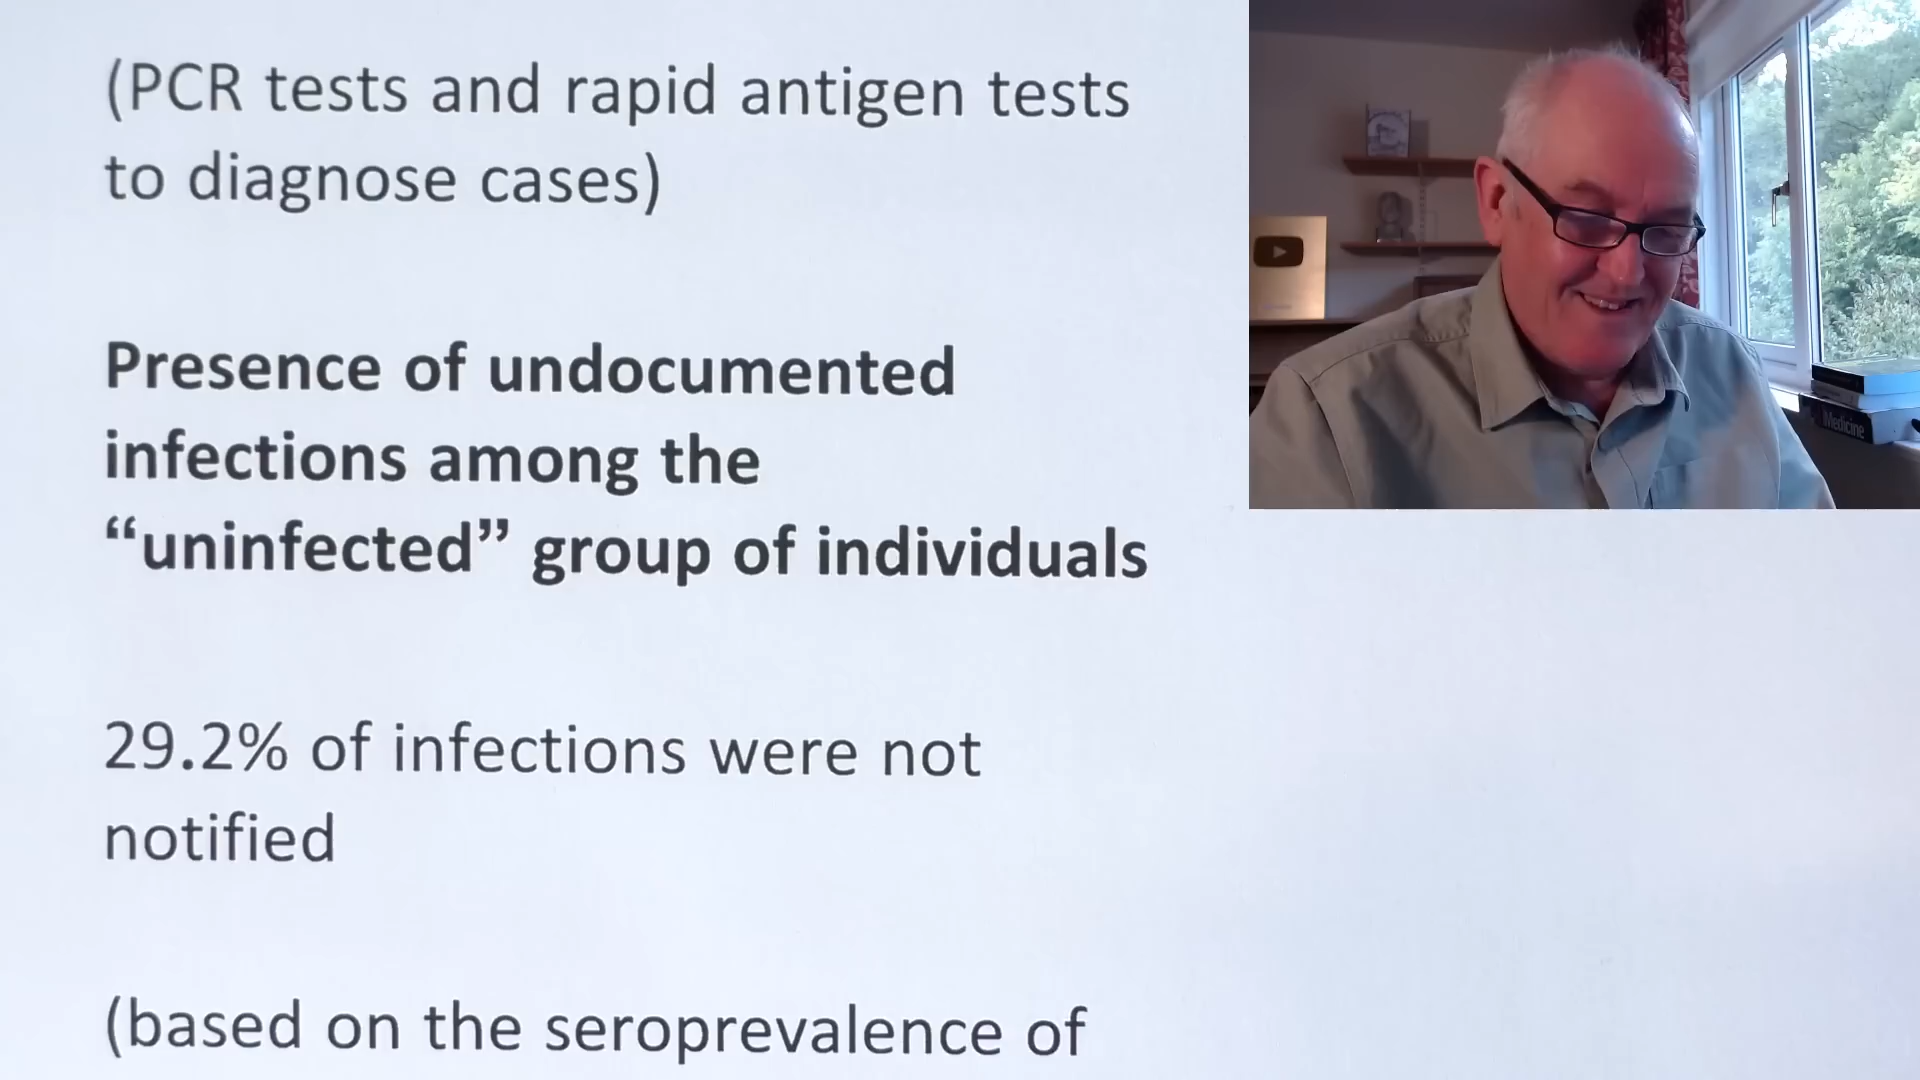 (PCR tests and rapid antigen tests
to diagnose cases)
Presence of undocumented
infections among the
“uninfected” group of individuals
29.2% of infections were not
notified
(based on the seroprevalence of
Medicine